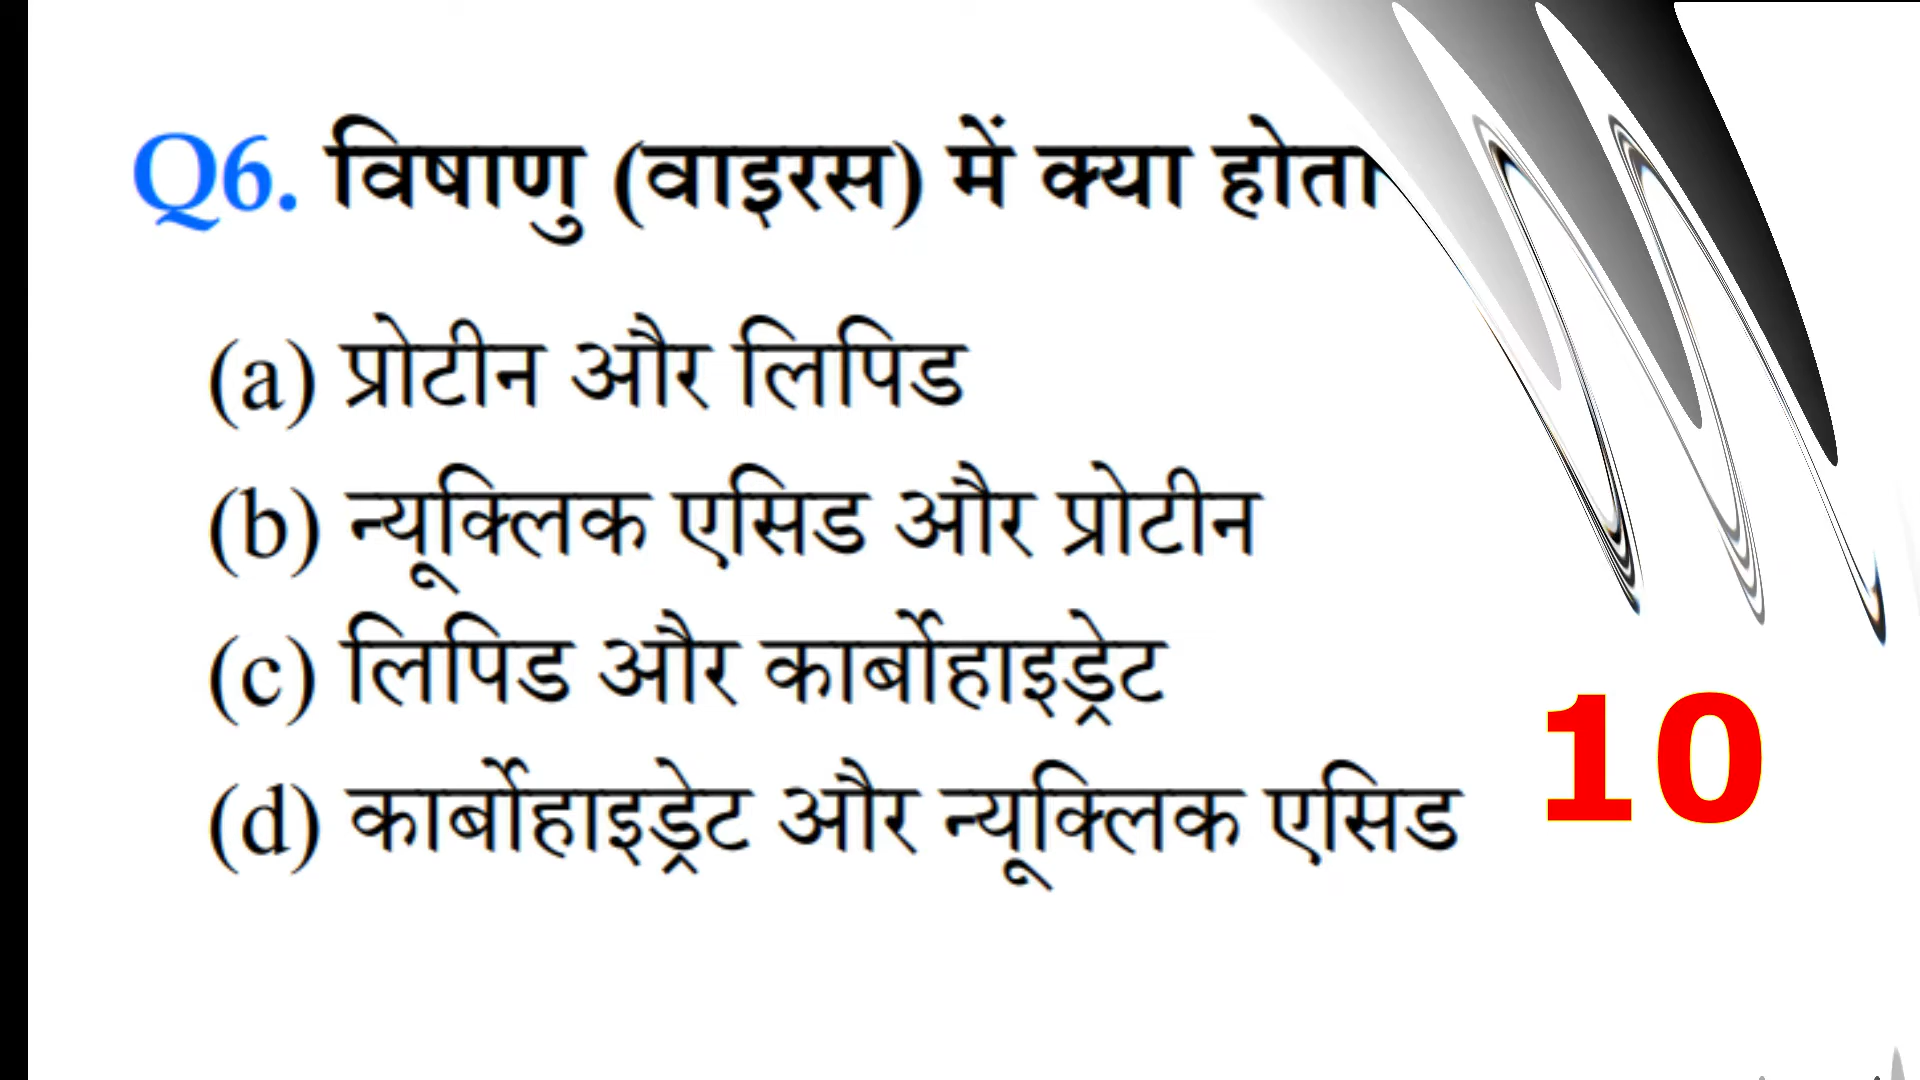 Q6. विषाणु (वाइरस) में क्या होता
(a) प्रोटीन और लिपिड
(b) न्यूक्लिक एसिड और प्रोटीन
(c) लिपिड और कार्बोहाइड्रेट
(d) कार्बोहाइड्रेट और न्यूक्लिक एसिड
10